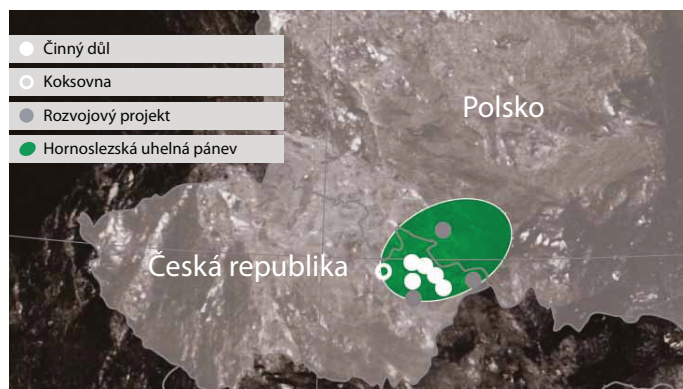 Činný důl
Koksovna
Rozvojový projekt
Hornoslezská uhelná pánev
Polsko
Česká republika